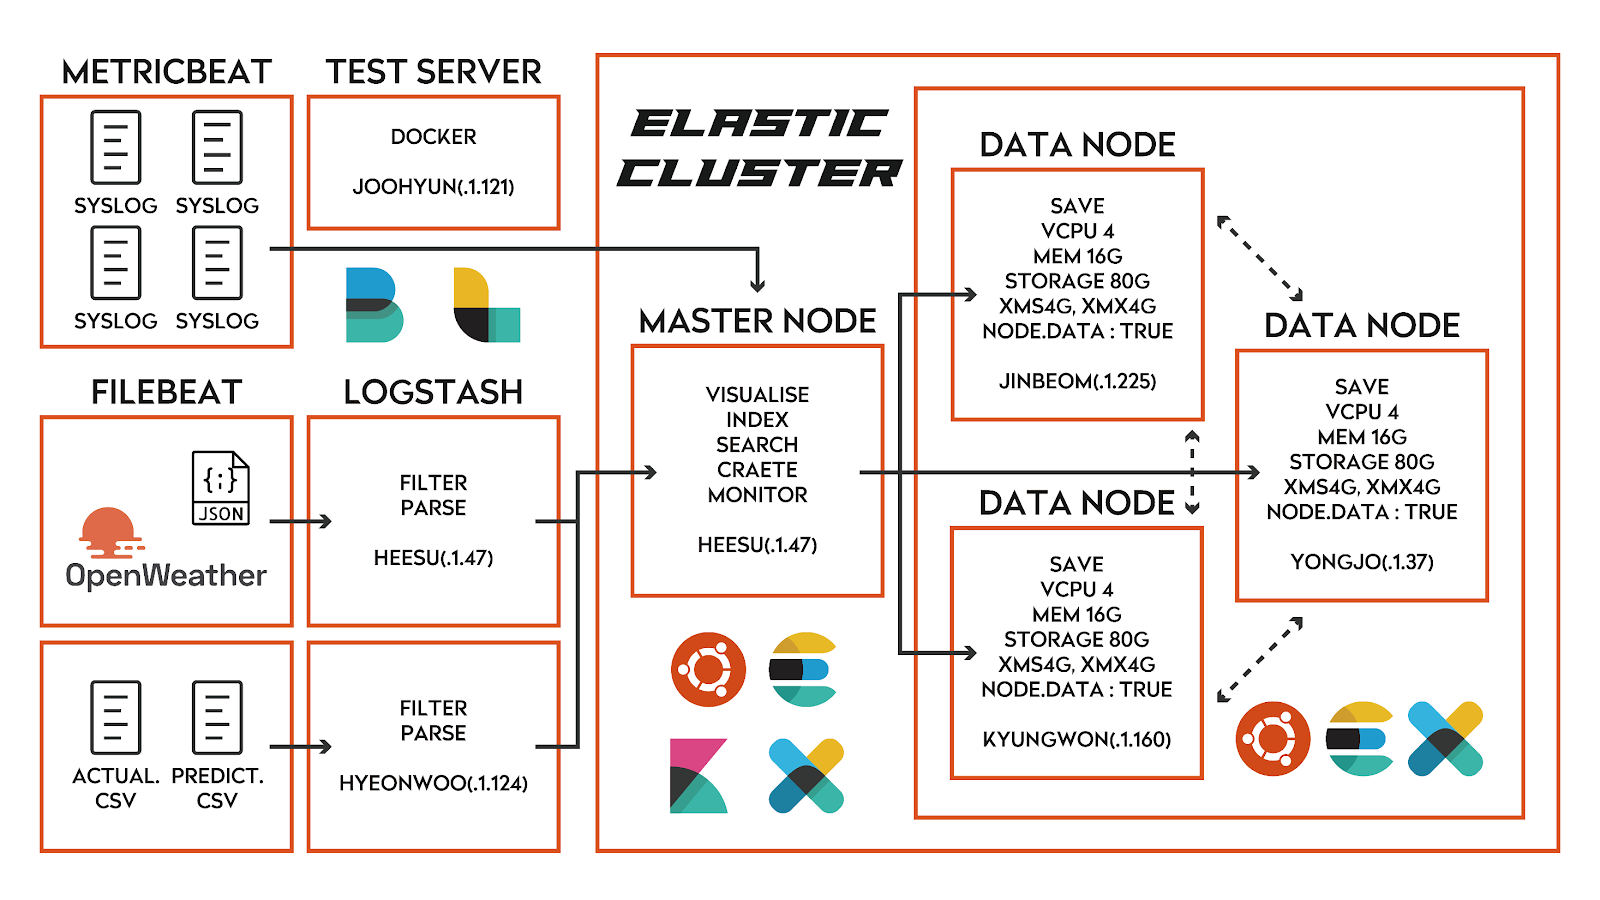 METRICBEAT
SYSLOG SYSLOG
SYSLOG SYSLOG
TEST SERVER
DOCKER
JOOHYUN(.1.121)
FILEBEAT
{;}
JSON
OpenWeather
ACTUAL. PREDICT.
CSV CSV
LOGSTASH
FILTER
PARSE
HEESU(.1.47)
FILTER
PARSE
HYEONWOO(.1.124)
ELASTIC
CLUSTER
MASTER NODE
VISUALISE
INDEX
SEARCH
CRAETE
MONITOR
HEESU(.1.47)
DATA NODE
SAVE
VCPU 4
MEM 16G
STORAGE 80G
XMS4G, XMX4G
NODE.DATA : TRUE
JINBEOM(.1.225)
DATA NODE
SAVE
VCPU 4
MEM 16G
STORAGE 80G
XMS4G, XMX4G
NODE.DATA : TRUE
YONGJO(.1.37)
DATA NODE
SAVE
VCPU 4
MEM 16G
STORAGE 80G
XMS4G, XMX4G
NODE.DATA : TRUE
KYUNGWON(.1.160)